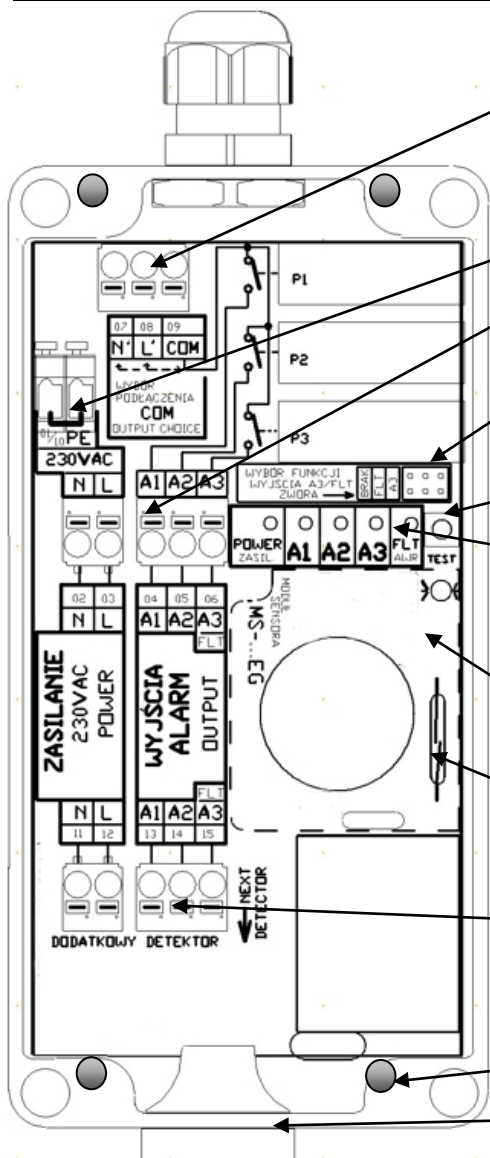 P1
07 08 09
N' L' COM
WYBÓR
PODŁĄCZENIA
COM
OUTPUT CHOICE
P2
P3
01/10 PE
230VAC
N L
A1 A2 A3
WYBÓR FUNKCJI
WYJŚCIA A3/FLT
ZWORA
BRAK
FLT
A3
POWER
ZASIL.
A1 A2 A3
FLT
AWR
TEST
02 03
N L
04 05 06
A1 A2 A3
FLT
MODUŁ
SENSORA
MS-...EG
ZASILANIE
230VAC
POWER
WYJŚCIA
ALARM
OUTPUT
FLT
N L
A1 A2 A3
11 12
13 14 15
DODATKOWY DETEKTOR
NEXT
DETECTOR